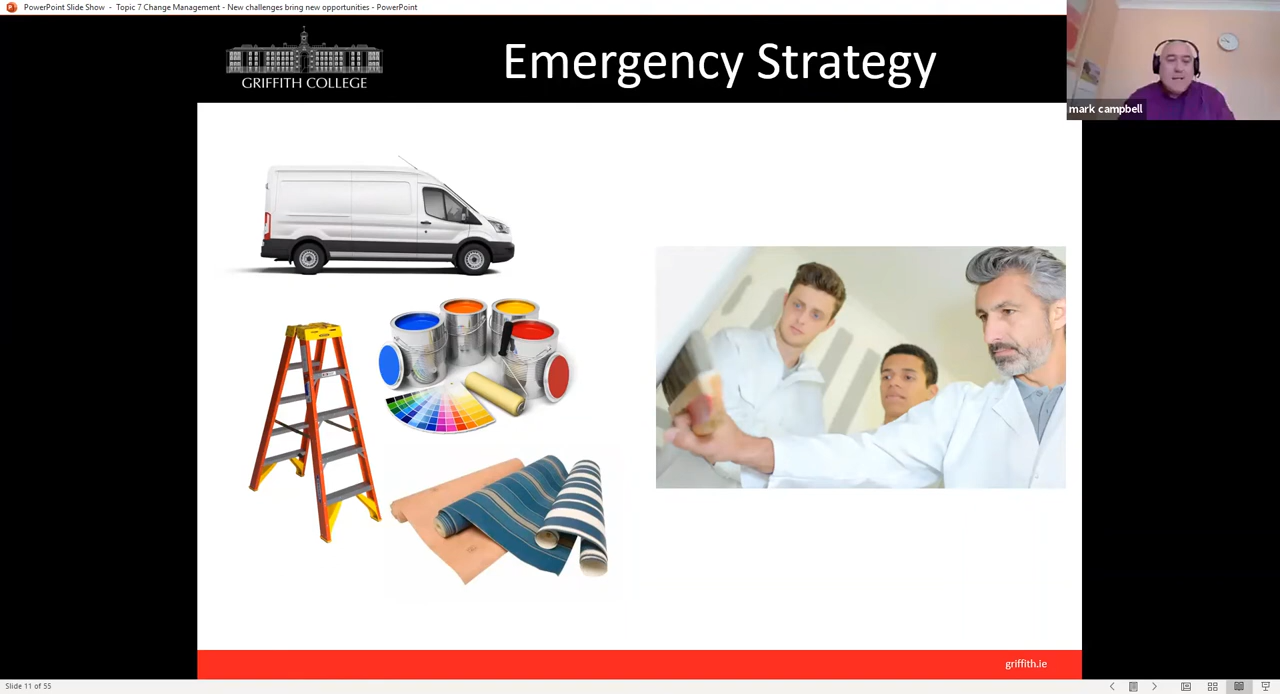 PowerPoint Slide Show - Topic 7 Change Management - New challenges bring new opportunities - PowerPoint
GRIFFITH COLLEGE
Emergency Strategy
mark campbell
griffith.ie
Slide 11 of 55